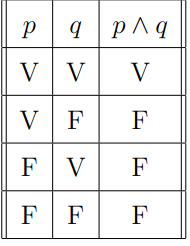 p q p ∧ q
V V V
V F F
F V F
F F F